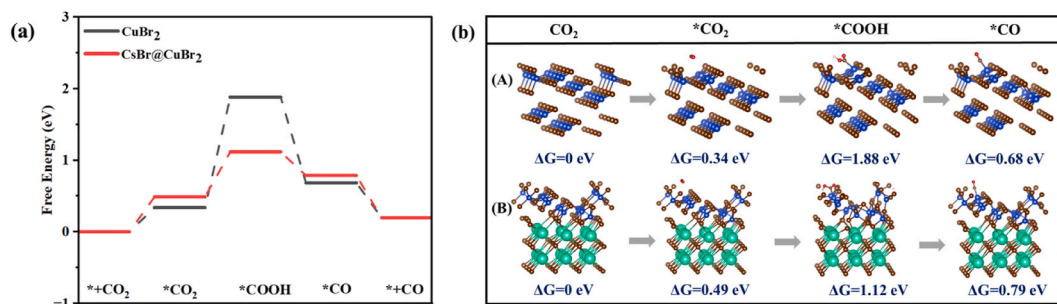 (a)
3
2
1
0
−1
Free Energy (eV)
CuBr₂
CsBr@CuBr₂
*+CO₂ *CO₂ *COOH *CO *+CO
(b)
CO₂ *CO₂ *COOH *CO
(A)
ΔG=0 eV ΔG=0.34 eV ΔG=1.88 eV ΔG=0.68 eV
(B)
ΔG=0 eV ΔG=0.49 eV ΔG=1.12 eV ΔG=0.79 eV